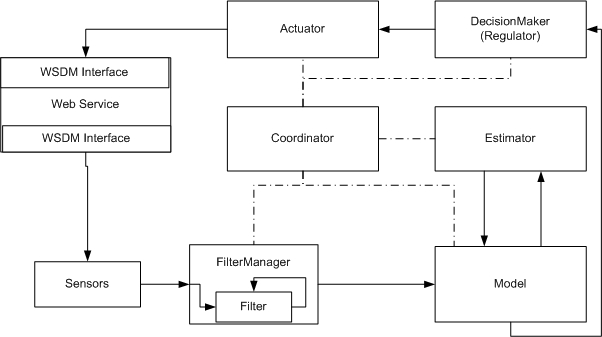 Actuator
DecisionMaker
(Regulator)
WSDM Interface
Web Service
WSDM Interface
Coordinator
Estimator
Sensors
FilterManager
Filter
Model